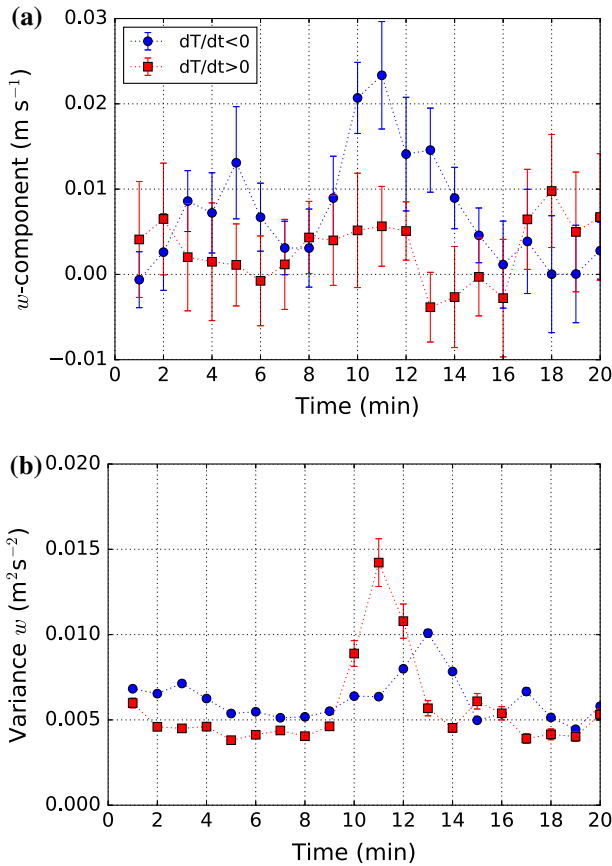 (a)
0.03
dT/dt<0
dT/dt>0
0.02
0.01
0.00
−0.01
w-component (m s⁻¹)
0 2 4 6 8 10 12 14 16 18 20
Time (min)
(b)
0.020
0.015
0.010
0.005
0.000
Variance w (m²s⁻²)
0 2 4 6 8 10 12 14 16 18 20
Time (min)